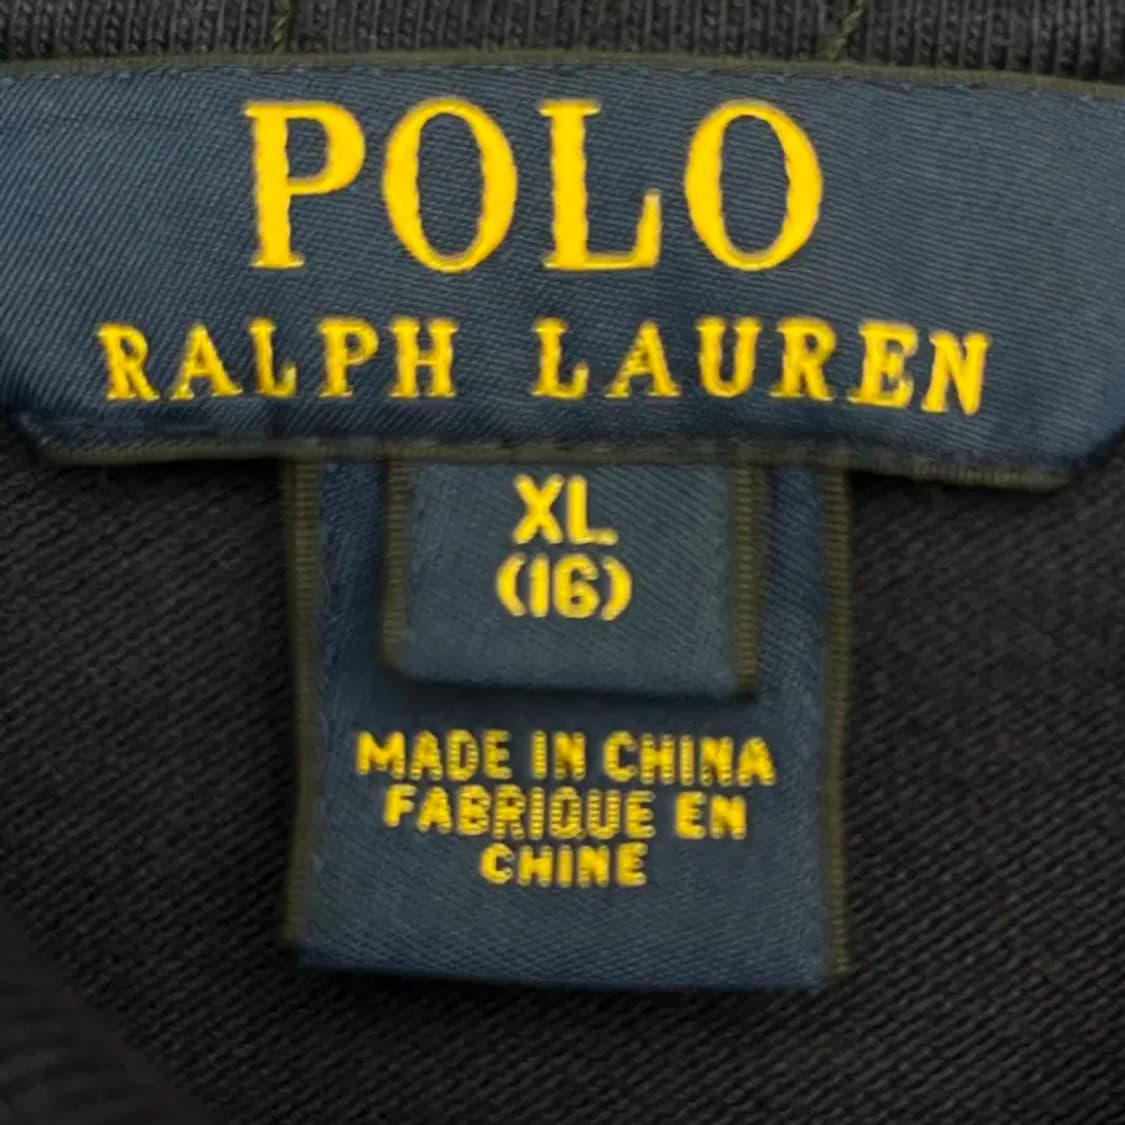 POLO
RALPH LAUREN
XL
(16)
MADE IN CHINA
FABRIQUE EN
CHINE